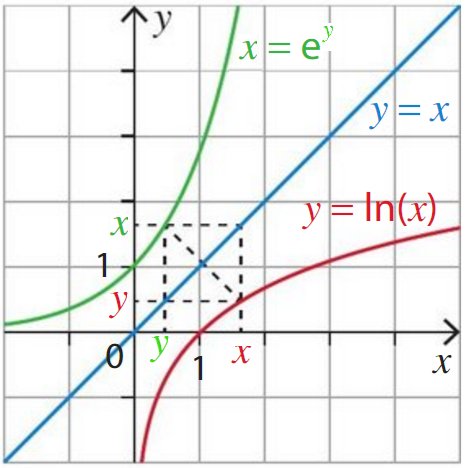 y
x = e^y
y = x
x
y = ln(x)
1
y
0
y
1
x
x